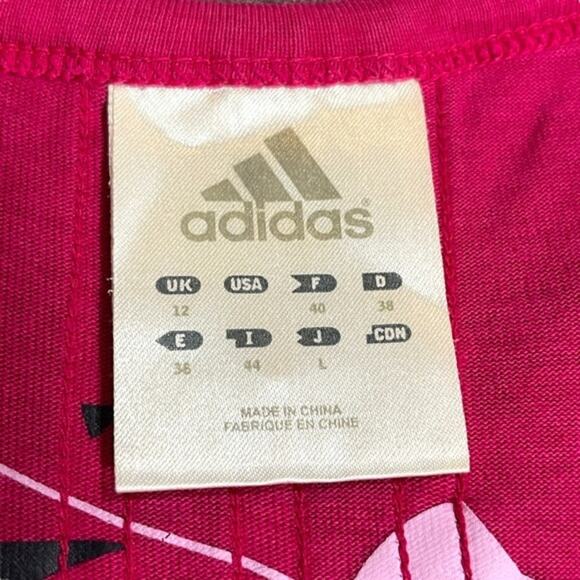 adidas®
UK USA F D
12 40 38
E I J CDN
36 44 L
MADE IN CHINA
FABRIQUE EN CHINE